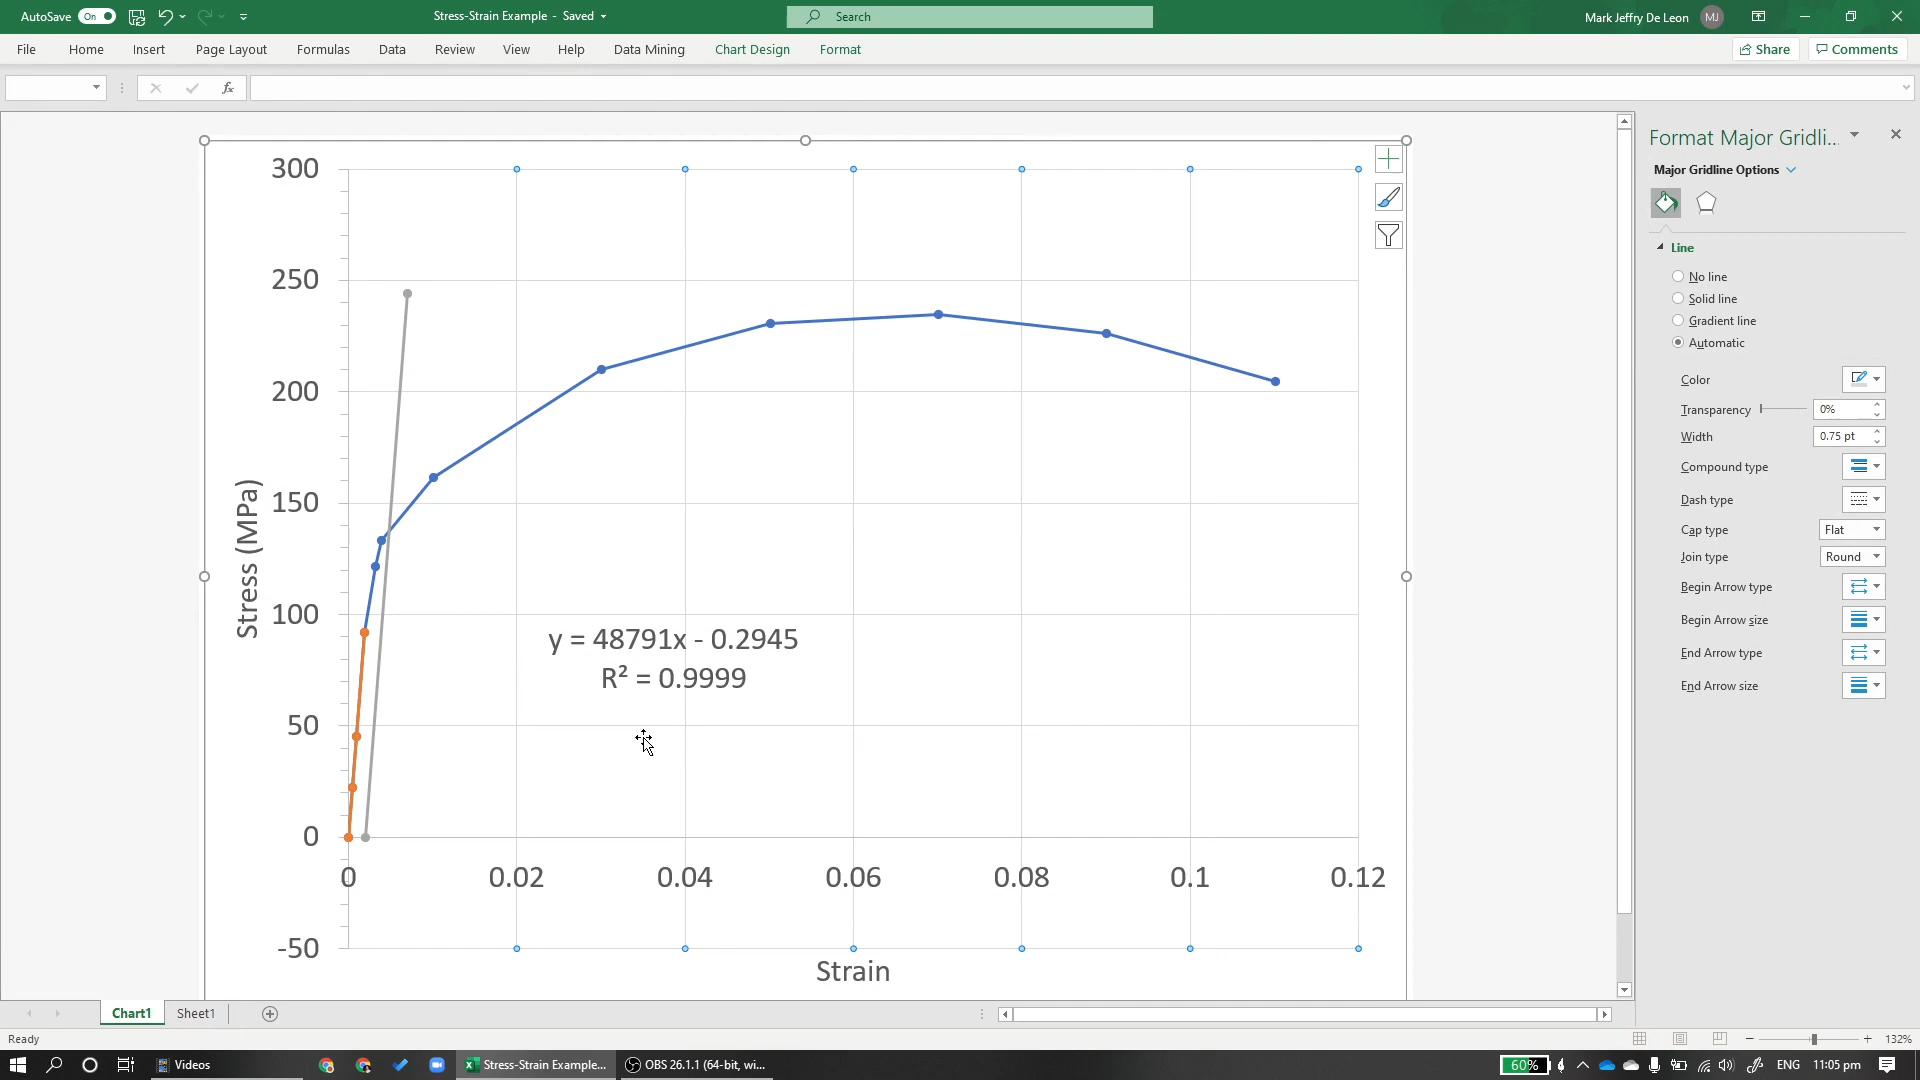 AutoSave On Stress-Strain Example - Saved Search Mark Jeffry De Leon MJ
File Home Insert Page Layout Formulas Data Review View Help Data Mining Chart Design Format Share Comments
fx
Format Major Gridli...
Major Gridline Options
Line
No line
Solid line
Gradient line
Automatic
Color
Transparency 0%
Width 0.75 pt
Compound type
Dash type
Cap type Flat
Join type Round
Begin Arrow type
Begin Arrow size
End Arrow type
End Arrow size
300
250
200
150
100
50
0
-50
Stress (MPa)
y = 48791x - 0.2945
R² = 0.9999
0 0.02 0.04 0.06 0.08 0.1 0.12
Strain
Chart1 Sheet1
Ready 132%
Videos Stress-Strain Example... OBS 26.1.1 (64-bit, wi... 60% ENG 11:05 pm